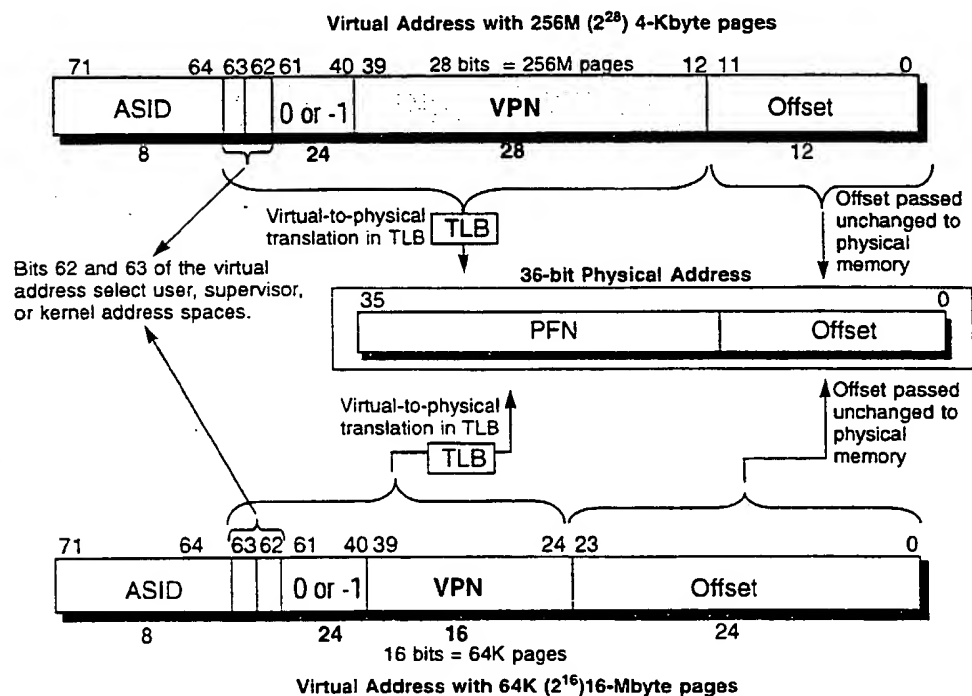 Virtual Address with 256M (2²⁸) 4-Kbyte pages
71 64 63 62 61 40 39 28 bits = 256M pages 12 11 0
ASID 0 or -1 VPN Offset
8 24 28 12
Virtual-to-physical
translation in TLB
TLB
Offset passed
unchanged to
physical
memory
Bits 62 and 63 of the virtual
address select user, supervisor,
or kernel address spaces.
36-bit Physical Address
35 0
PFN Offset
Virtual-to-physical
translation in TLB
TLB
Offset passed
unchanged to
physical
memory
71 64 63 62 61 40 39 24 23 0
ASID 0 or -1 VPN Offset
8 24 16 24
16 bits = 64K pages
Virtual Address with 64K (2¹⁶)16-Mbyte pages